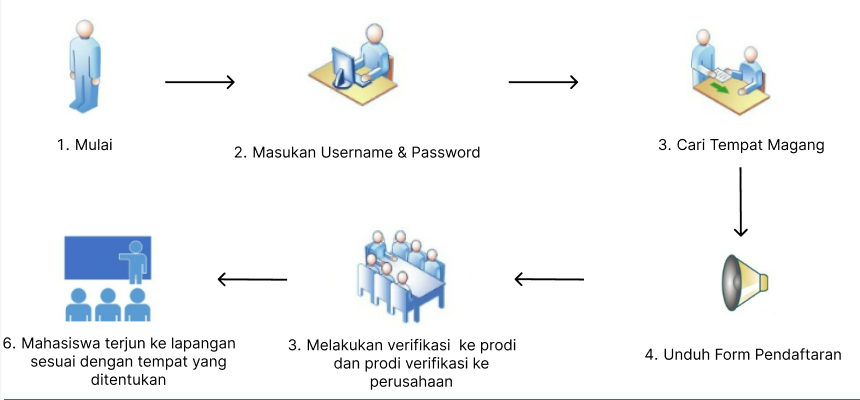 1. Mulai
2. Masukan Username & Password
3. Cari Tempat Magang
4. Unduh Form Pendaftaran
3. Melakukan verifikasi ke prodi
dan prodi verifikasi ke
perusahaan
6. Mahasiswa terjun ke lapangan
sesuai dengan tempat yang
ditentukan